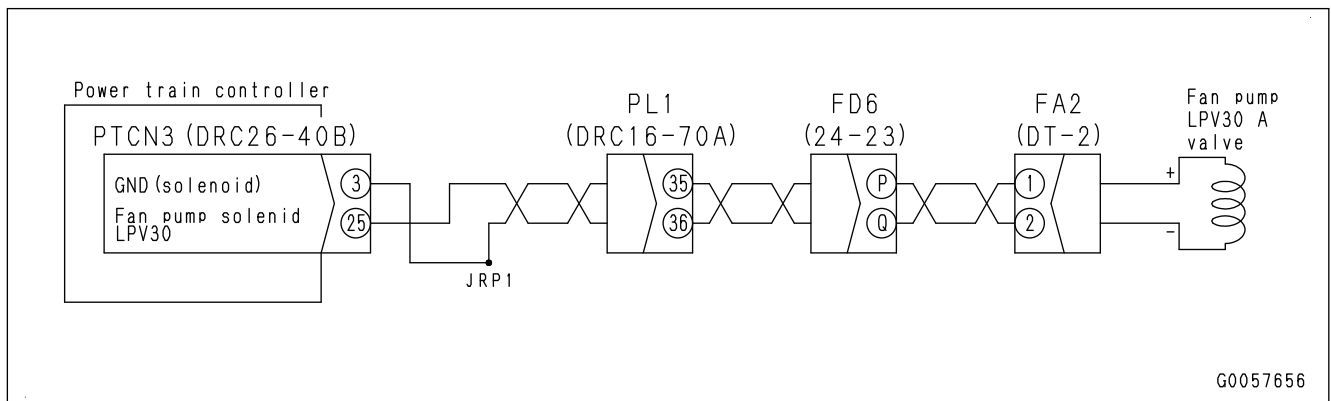 Power train controller
PTCN3 (DRC26-40B)
GND (solenoid)
3
Fan pump solenid
LPV30
25
JRP1
PL1
(DRC16-70A)
35
36
FD6
(24-23)
P
Q
FA2
(DT-2)
1
2
+
-
Fan pump
LPV30 A
valve
G0057656